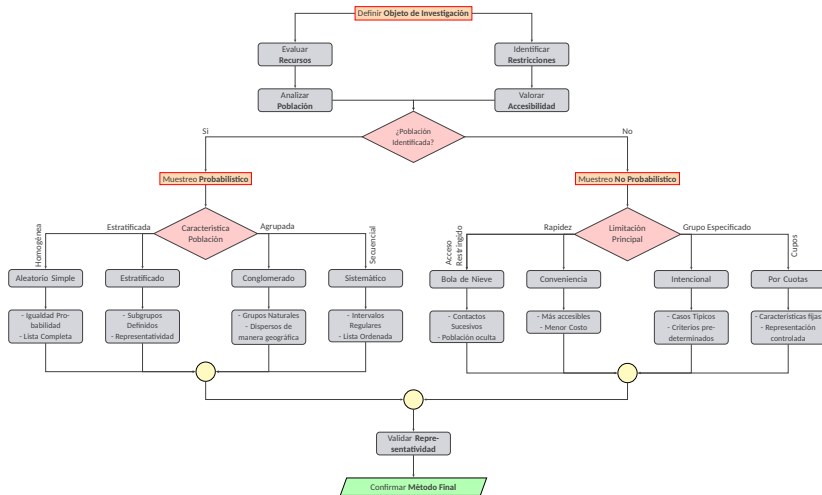 Definir Objeto de Investigación
Evaluar
Recursos
Identificar
Restricciones
Analizar
Población
Valorar
Accesibilidad
¿Población
Identificada?
Si
No
Muestreo Probabilístico
Muestreo No Probabilístico
Característica
Población
Limitación
Principal
Homogénea
Estratificada
Agrupada
Secuencial
Acceso
Restringido
Rapidez
Grupo Especificado
Cupos
Aleatorio Simple
Estratificado
Conglomerado
Sistemático
Bola de Nieve
Conveniencia
Intencional
Por Cuotas
- Igualdad Pro-
babilidad
- Lista Completa
- Subgrupos
Definidos
- Representatividad
- Grupos Naturales
- Dispersos de
manera geográfica
- Intervalos
Regulares
- Lista Ordenada
- Contactos
Sucesivos
- Población oculta
- Más accesibles
- Menor Costo
- Casos Típicos
- Criterios pre-
determinados
- Características fijas
- Representación
controlada
Validar Repre-
sentatividad
Confirmar Método Final